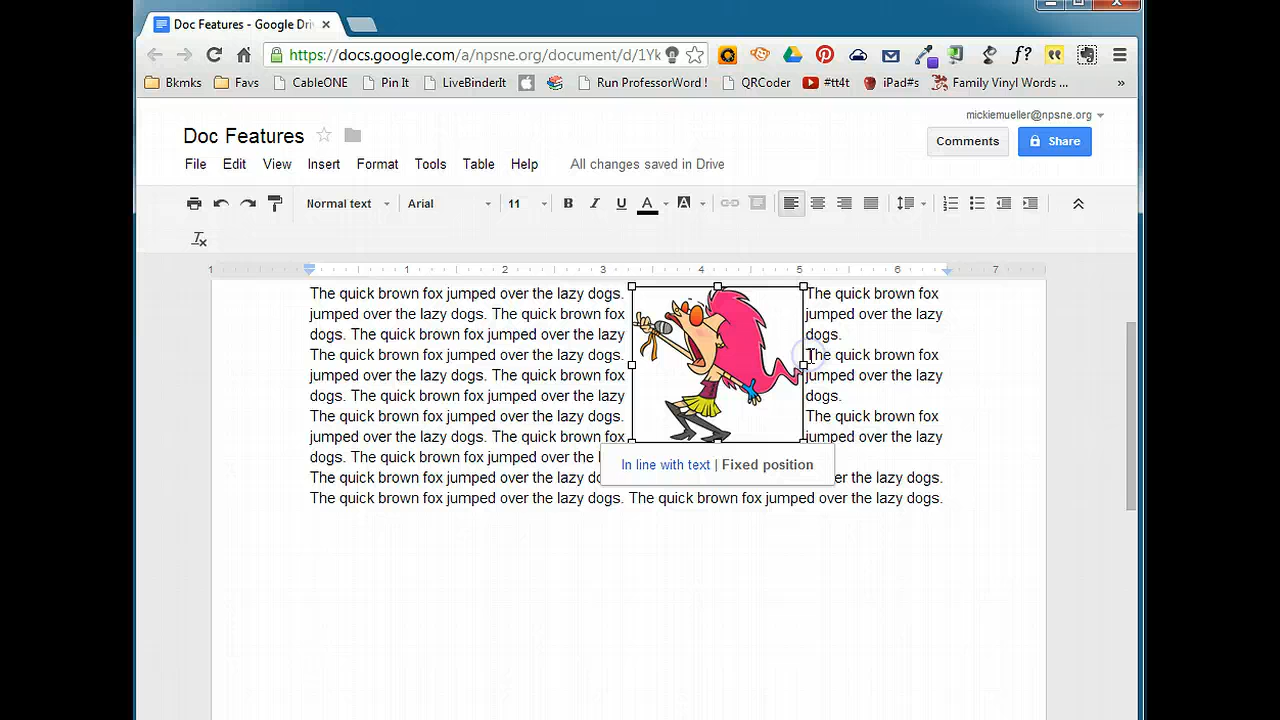 Doc Features - Google Dri
https://docs.google.com/a/npsne.org/document/d/1Yk
f?
Bkmks Favs CableONE Pin It LiveBinderIt Run ProfessorWord ! QRCoder #tt4t iPad#s Family Vinyl Words ... »
mickiemueller@npsne.org
Doc Features
Comments Share
File Edit View Insert Format Tools Table Help All changes saved in Drive
Normal text Arial 11 B I U A A
1 1 2 3 4 5 6 7
The quick brown fox jumped over the lazy dogs. The quick brown fox
jumped over the lazy dogs. The quick brown fox jumped over the lazy
dogs. The quick brown fox jumped over the lazy dogs.
The quick brown fox jumped over the lazy dogs. The quick brown fox
jumped over the lazy dogs. The quick brown fox jumped over the lazy
dogs. The quick brown fox jumped over the lazy dogs.
The quick brown fox jumped over the lazy dogs. The quick brown fox
jumped over the lazy dogs. The quick brown fox jumped over the lazy
dogs. The quick brown fox jumped over the
In line with text | Fixed position
The quick brown fox jumped over the lazy do er the lazy dogs.
The quick brown fox jumped over the lazy dogs. The quick brown fox jumped over the lazy dogs.